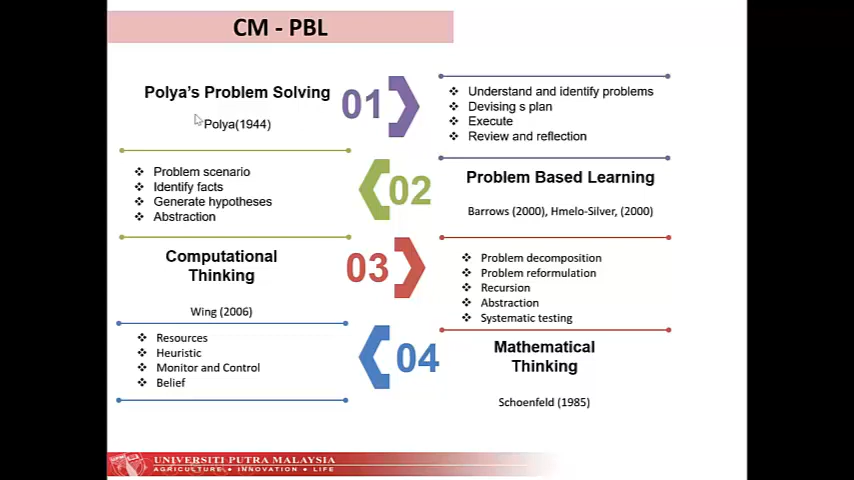 CM - PBL
Polya's Problem Solving
Polya(1944)
01
❖ Understand and identify problems
❖ Devising s plan
❖ Execute
❖ Review and reflection
❖ Problem scenario
❖ Identify facts
❖ Generate hypotheses
❖ Abstraction
02
Problem Based Learning
Barrows (2000), Hmelo-Silver, (2000)
Computational
Thinking
Wing (2006)
03
❖ Problem decomposition
❖ Problem reformulation
❖ Recursion
❖ Abstraction
❖ Systematic testing
❖ Resources
❖ Heuristic
❖ Monitor and Control
❖ Belief
04
Mathematical
Thinking
Schoenfeld (1985)
UNIVERSITI PUTRA MALAYSIA
AGRICULTURE • INNOVATION • LIFE